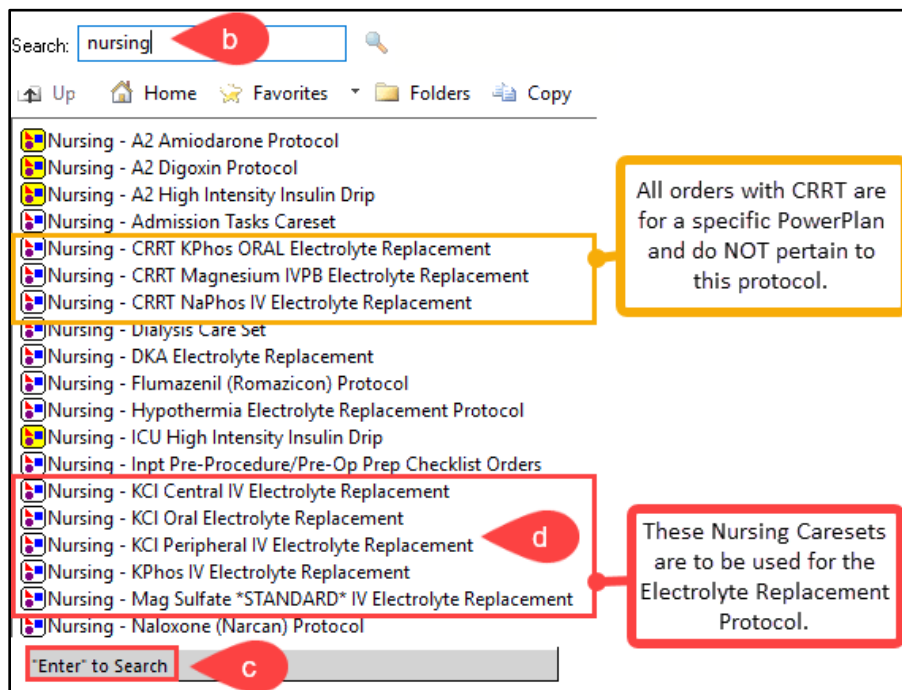 Search: nursing
b
Up Home Favorites Folders Copy
Nursing - A2 Amiodarone Protocol
Nursing - A2 Digoxin Protocol
Nursing - A2 High Intensity Insulin Drip
Nursing - Admission Tasks Careset
Nursing - CRRT KPhos ORAL Electrolyte Replacement
Nursing - CRRT Magnesium IVPB Electrolyte Replacement
Nursing - CRRT NaPhos IV Electrolyte Replacement
All orders with CRRT are
for a specific PowerPlan
and do NOT pertain to
this protocol.
Nursing - Dialysis Care Set
Nursing - DKA Electrolyte Replacement
Nursing - Flumazenil (Romazicon) Protocol
Nursing - Hypothermia Electrolyte Replacement Protocol
Nursing - ICU High Intensity Insulin Drip
Nursing - Inpt Pre-Procedure/Pre-Op Prep Checklist Orders
Nursing - KCl Central IV Electrolyte Replacement
Nursing - KCl Oral Electrolyte Replacement
Nursing - KCl Peripheral IV Electrolyte Replacement
d
Nursing - KPhos IV Electrolyte Replacement
Nursing - Mag Sulfate *STANDARD* IV Electrolyte Replacement
These Nursing Caresets
are to be used for the
Electrolyte Replacement
Protocol.
Nursing - Naloxone (Narcan) Protocol
"Enter" to Search
c